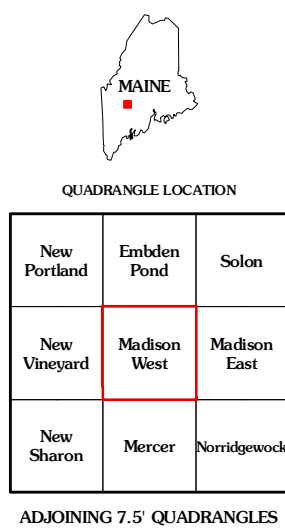 MAINE
QUADRANGLE LOCATION
New Portland
Embden Pond
Solon
New Vineyard
Madison West
Madison East
New Sharon
Mercer
Norridgewock
ADJOINING 7.5' QUADRANGLES